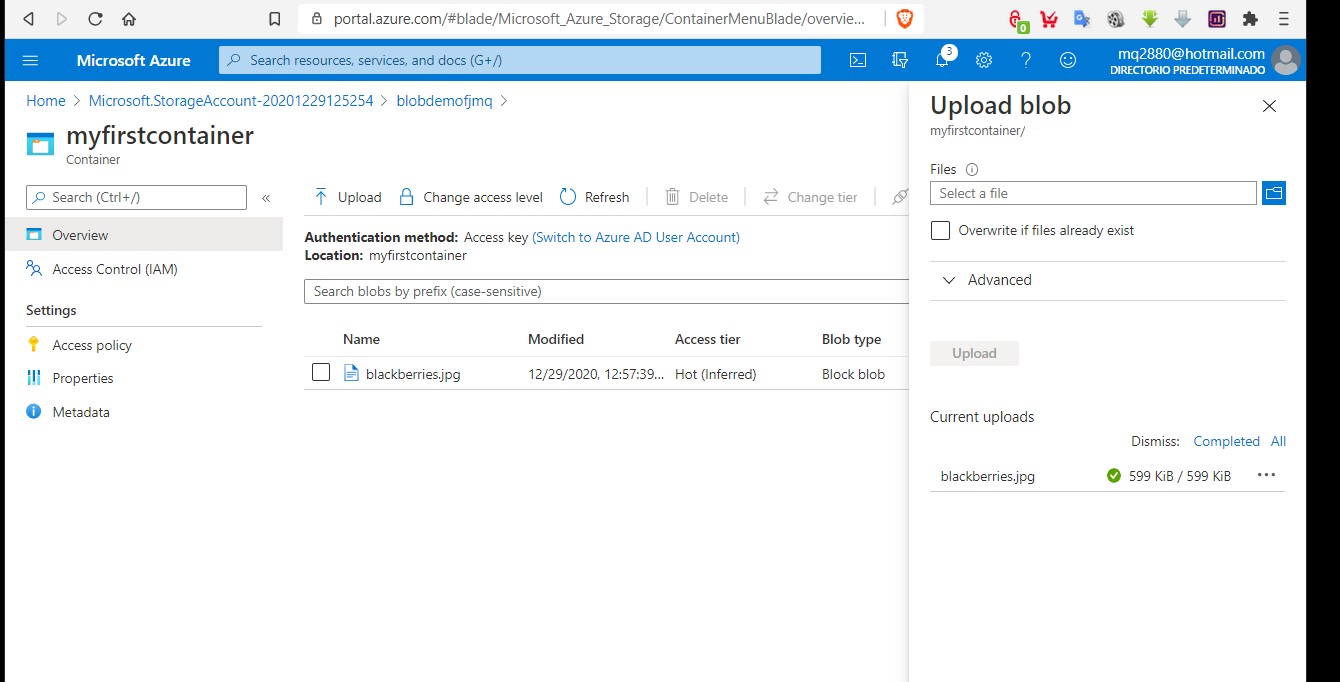 portal.azure.com/#blade/Microsoft_Azure_Storage/ContainerMenuBlade/overvie...
0
Microsoft Azure
Search resources, services, and docs (G+/)
3
mq2880@hotmail.com
DIRECTORIO PREDETERMINADO
Home > Microsoft.StorageAccount-20201229125254 > blobdemofjmq >
myfirstcontainer
Container
Search (Ctrl+/)
«
Overview
Access Control (IAM)
Settings
Access policy
Properties
Metadata
Upload Change access level Refresh Delete Change tier
Authentication method: Access key (Switch to Azure AD User Account)
Location: myfirstcontainer
Search blobs by prefix (case-sensitive)
Name Modified Access tier Blob type
blackberries.jpg 12/29/2020, 12:57:39... Hot (Inferred) Block blob
Upload blob
myfirstcontainer/
Files
Select a file
Overwrite if files already exist
Advanced
Upload
Current uploads
Dismiss: Completed All
blackberries.jpg 599 KiB / 599 KiB